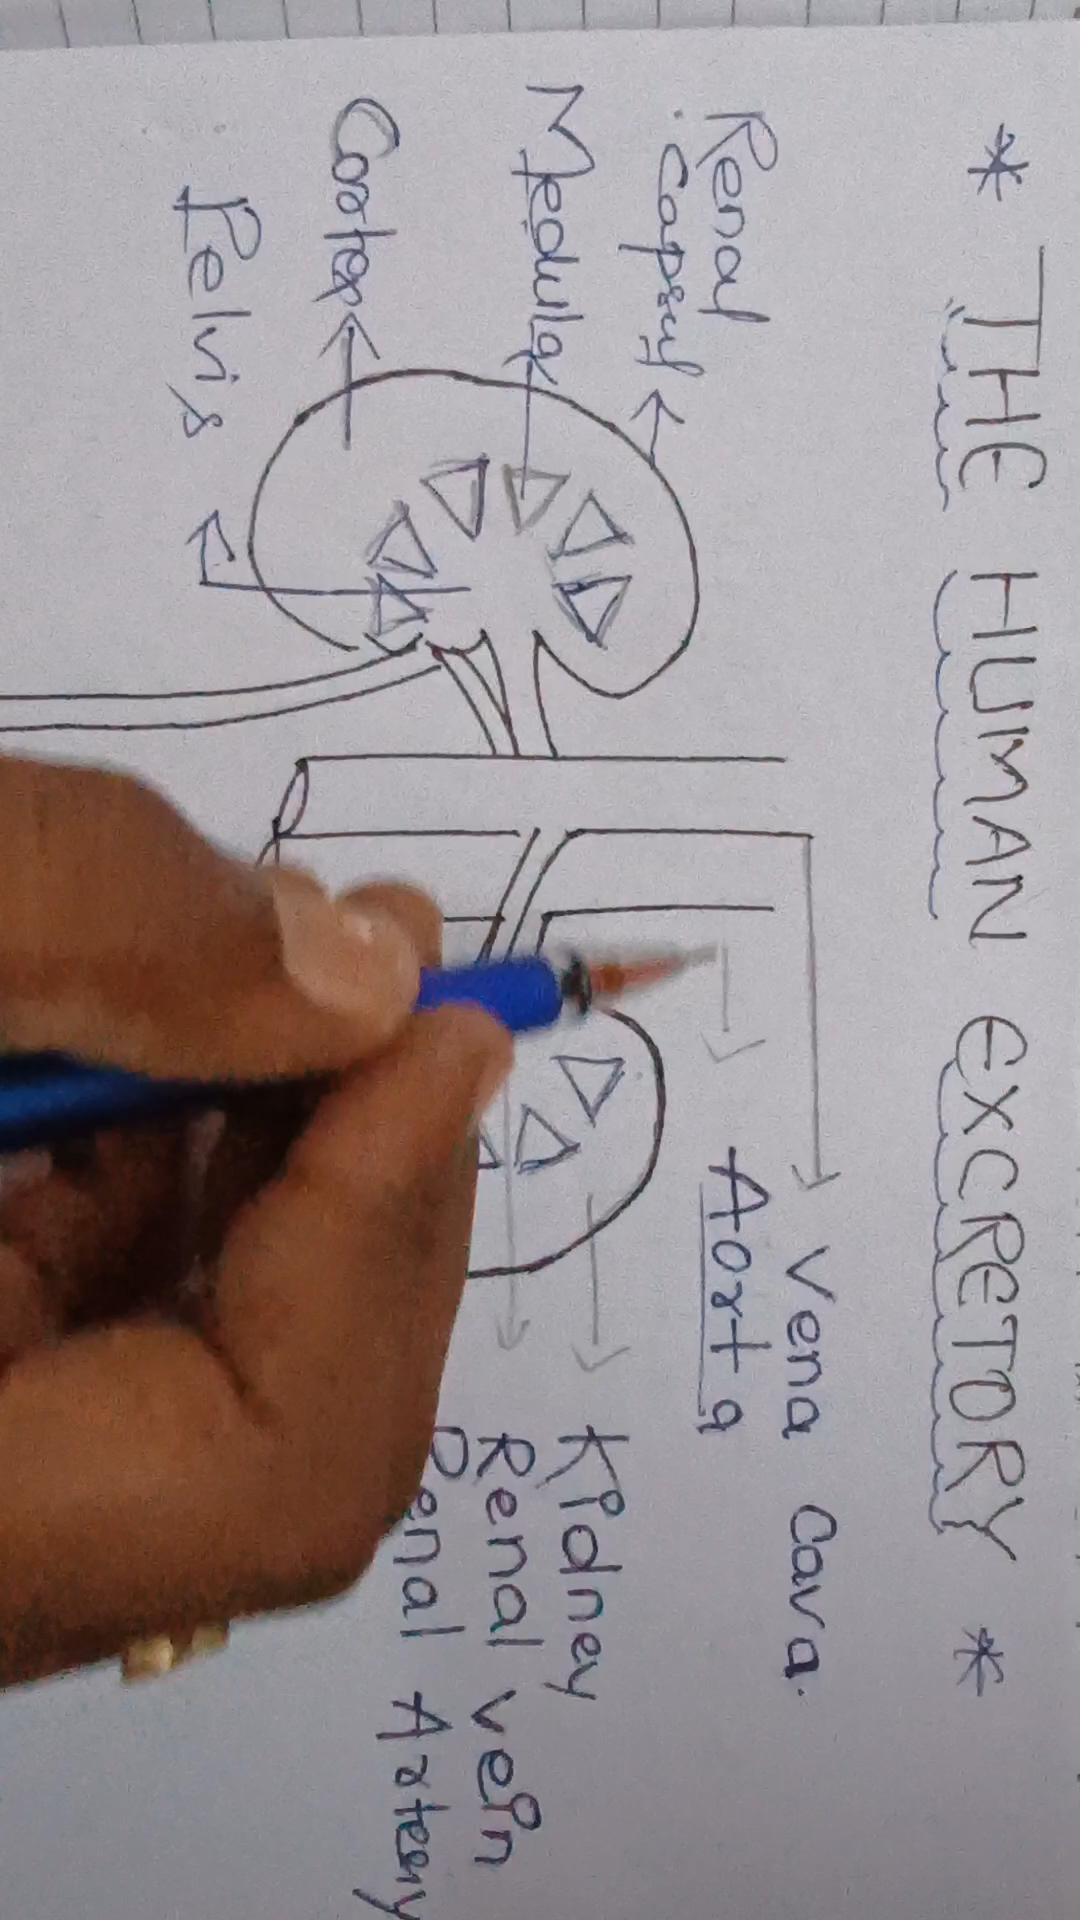 * THE HUMAN EXCRETORY *
Renal
capsul
Medulla
Cortex
Pelvis
Vena Cava.
Aorta
Kidney
Renal vein
Renal Artery